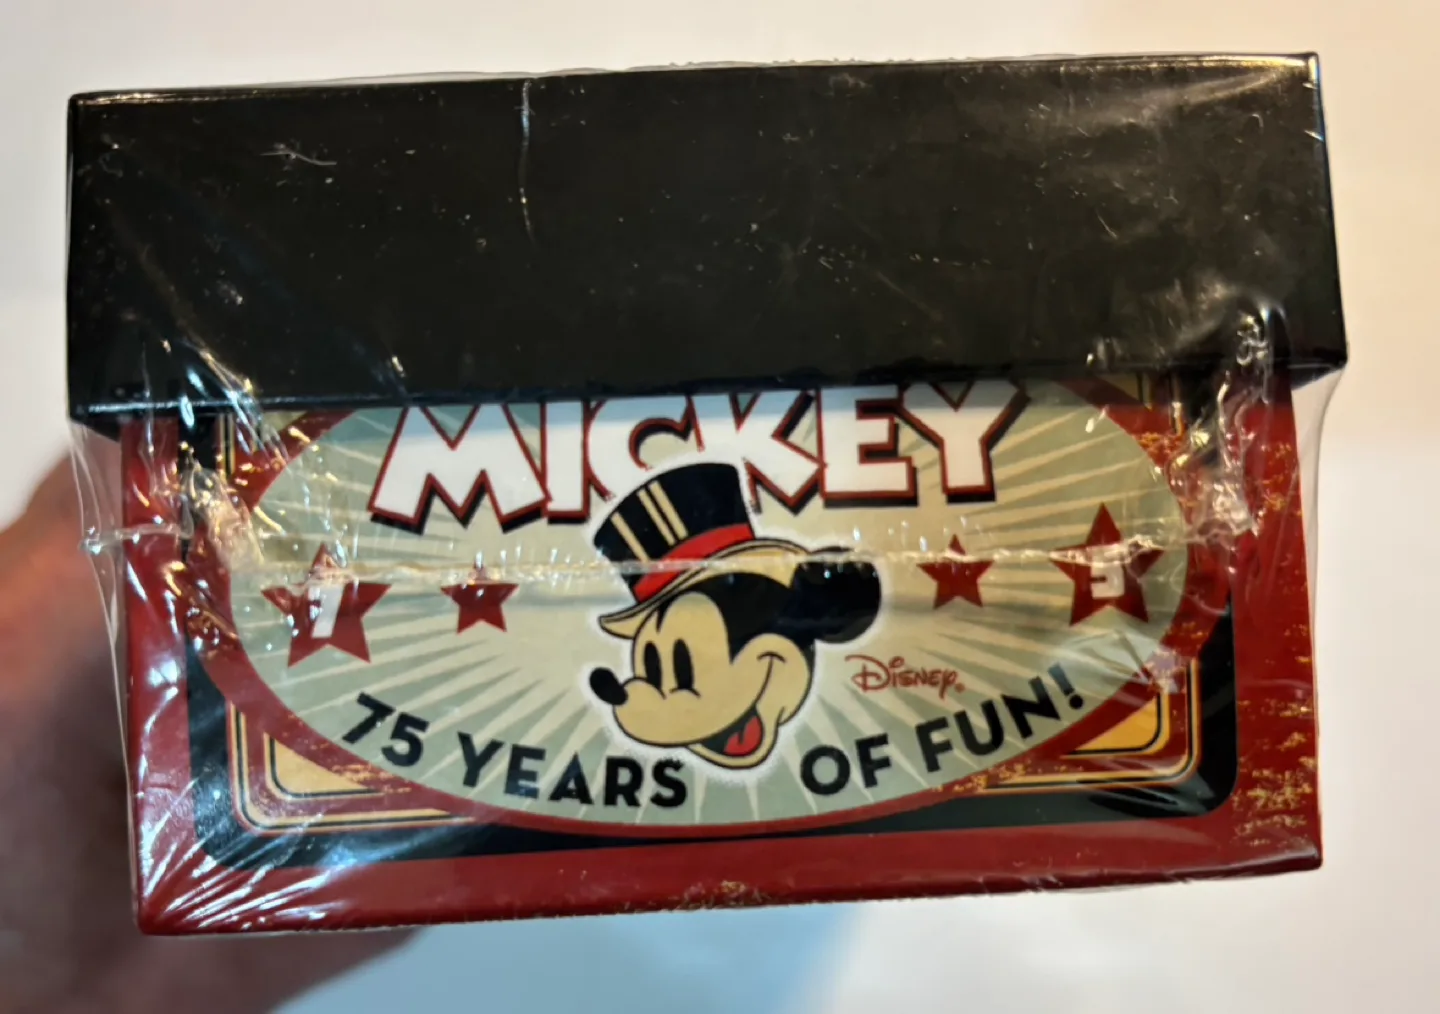 MICKEY
7 5
Disney
75 YEARS OF FUN!